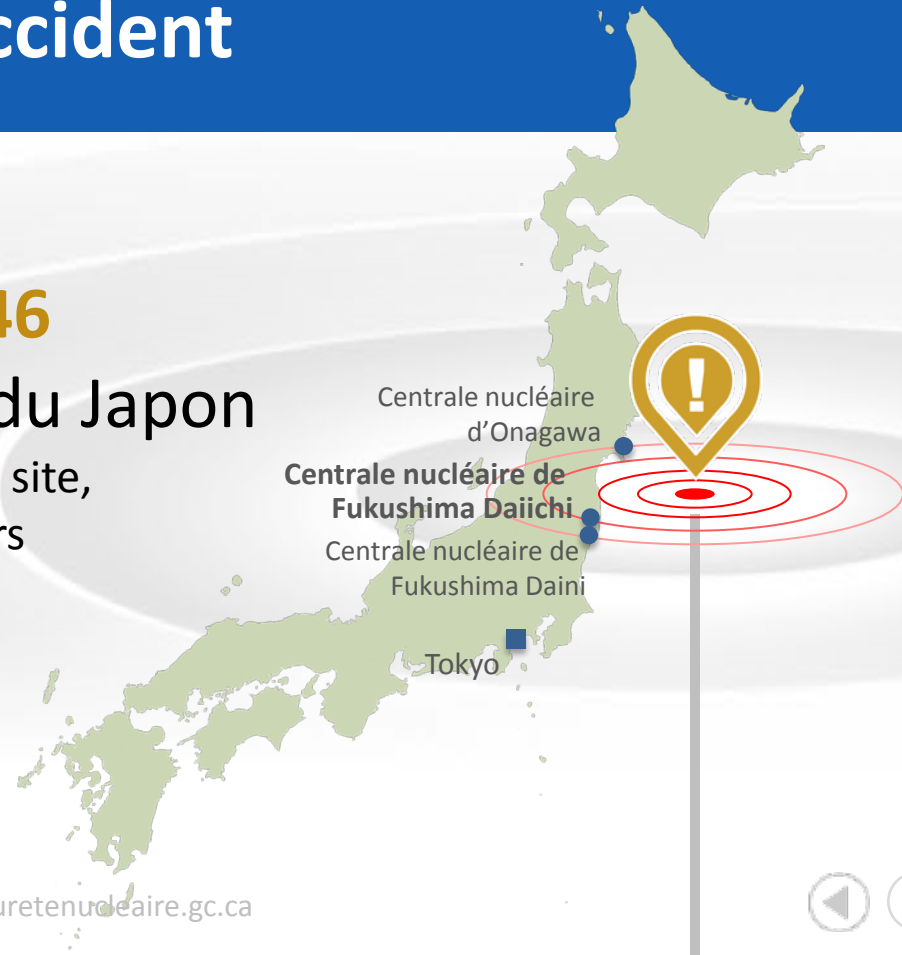 ccident
46
du Japon
site,
rs
Centrale nucléaire
d'Onagawa
Centrale nucléaire de
Fukushima Daiichi
Centrale nucléaire de
Fukushima Daini
Tokyo
uretenucleaire.gc.ca
!